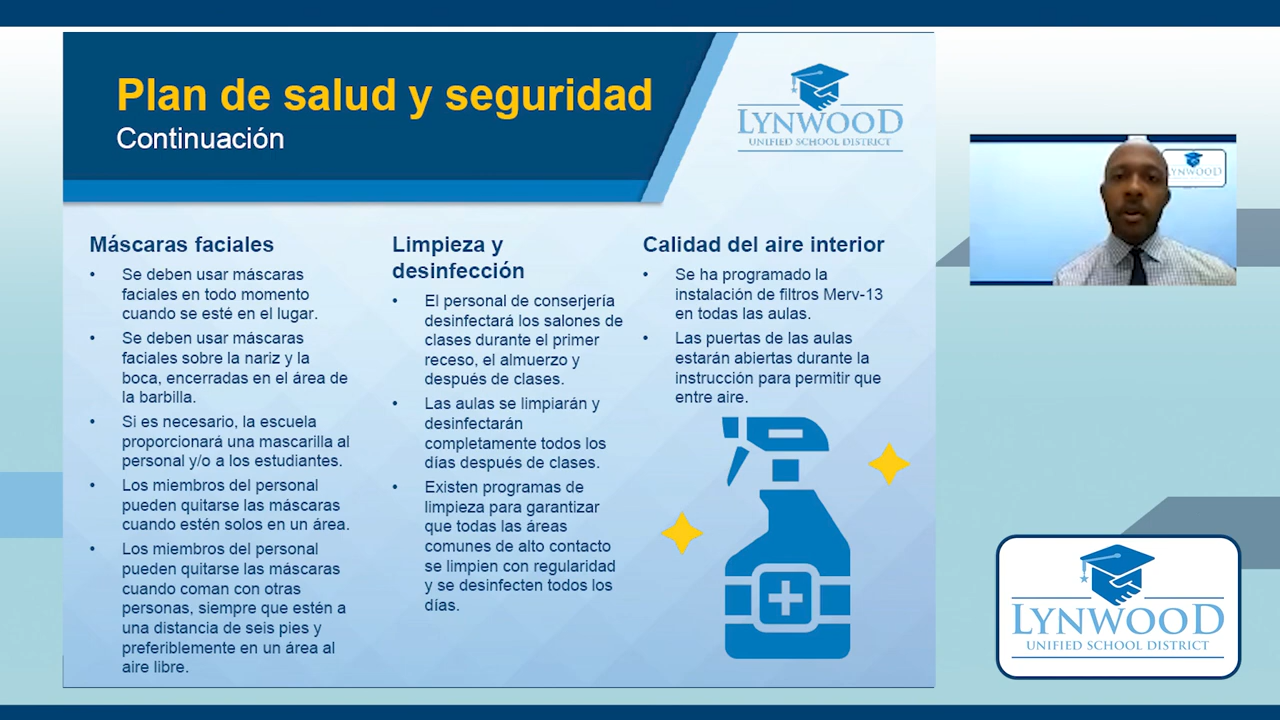 Plan de salud y seguridad
Continuación
LYNWOOD
UNIFIED SCHOOL DISTRICT
Máscaras faciales
• Se deben usar máscaras
faciales en todo momento
cuando se esté en el lugar.
• Se deben usar máscaras
faciales sobre la nariz y la
boca, encerradas en el área de
la barbilla.
• Si es necesario, la escuela
proporcionará una mascarilla al
personal y/o a los estudiantes.
• Los miembros del personal
pueden quitarse las máscaras
cuando estén solos en un área.
• Los miembros del personal
pueden quitarse las máscaras
cuando coman con otras
personas, siempre que estén a
una distancia de seis pies y
preferiblemente en un área al
aire libre.
Limpieza y
desinfección
• El personal de conserjería
desinfectará los salones de
clases durante el primer
receso, el almuerzo y
después de clases.
• Las aulas se limpiarán y
desinfectarán
completamente todos los
días después de clases.
• Existen programas de
limpieza para garantizar
que todas las áreas
comunes de alto contacto
se limpien con regularidad
y se desinfecten todos los
días.
Calidad del aire interior
• Se ha programado la
instalación de filtros Merv-13
en todas las aulas.
• Las puertas de las aulas
estarán abiertas durante la
instrucción para permitir que
entre aire.
LYNWOOD
LYNWOOD
UNIFIED SCHOOL DISTRICT